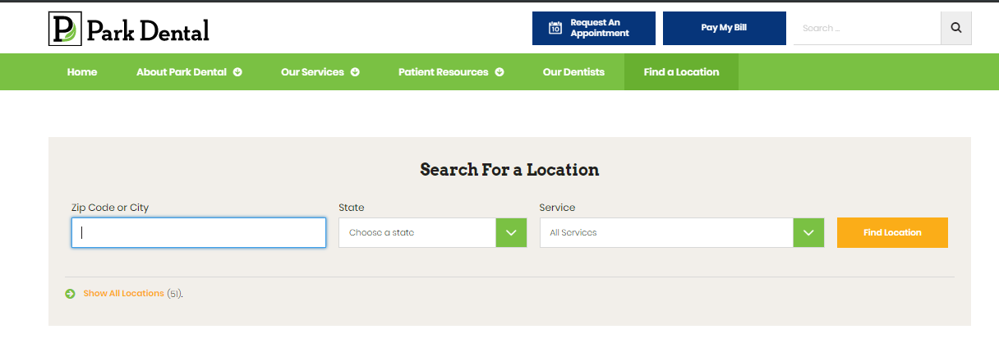 Park Dental
Request An
Appointment
Pay My Bill
Search ...
Home
About Park Dental
Our Services
Patient Resources
Our Dentists
Find a Location
Search For a Location
Zip Code or City
State
Service
Choose a state
All Services
Find Location
Show All Locations (51).